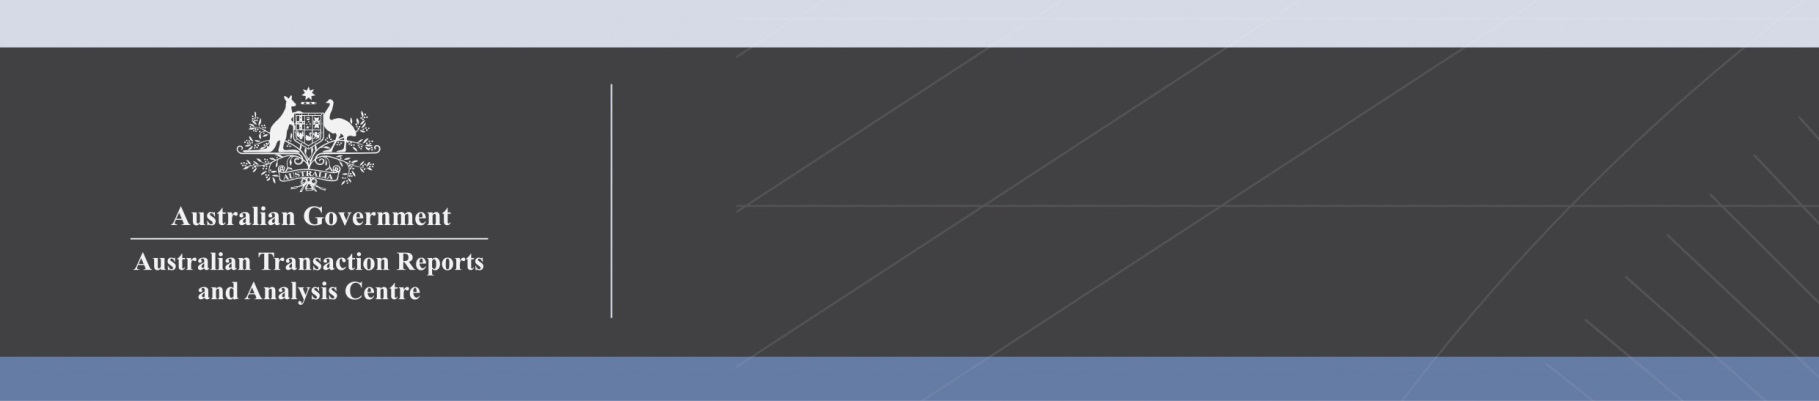 AUSTRALIA
Australian Government
Australian Transaction Reports
and Analysis Centre